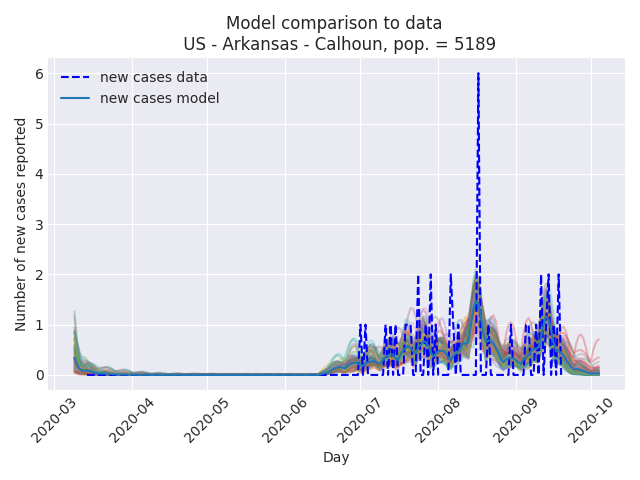 Model comparison to data
US - Arkansas - Calhoun, pop. = 5189
new cases data
new cases model
Number of new cases reported
6
5
4
3
2
1
0
2020-03
2020-04
2020-05
2020-06
2020-07
2020-08
2020-09
2020-10
Day